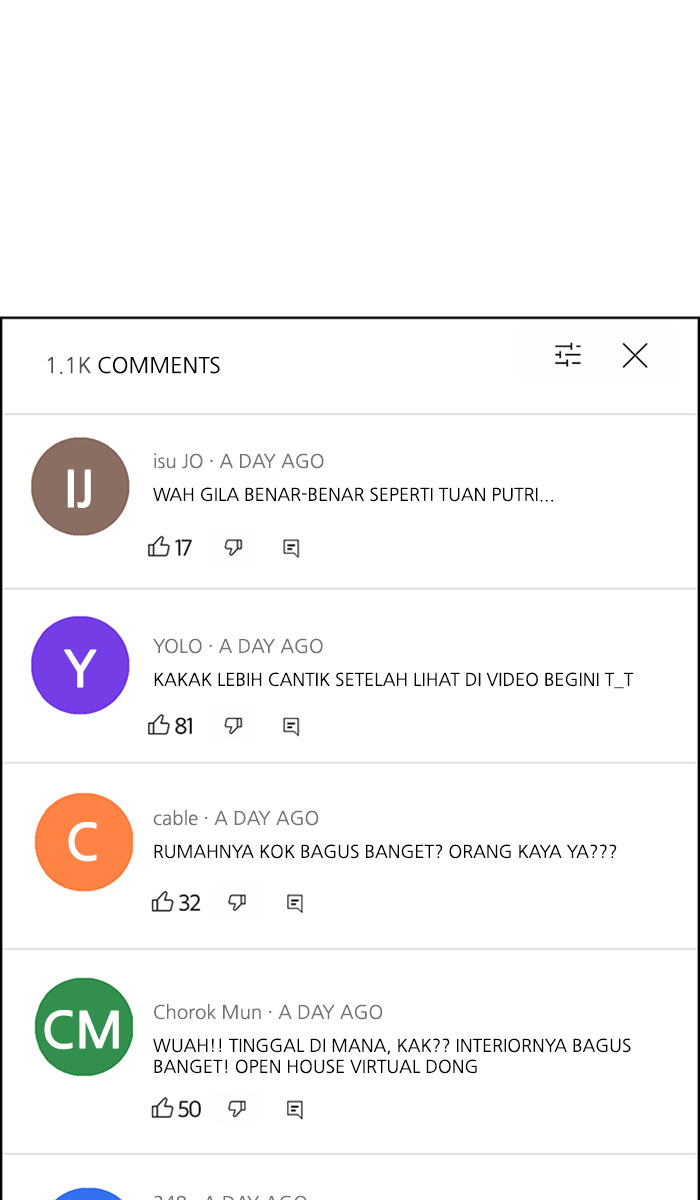 1.1K COMMENTS
IJ
isu JO · A DAY AGO
WAH GILA BENAR-BENAR SEPERTI TUAN PUTRI...
17
Y
YOLO · A DAY AGO
KAKAK LEBIH CANTIK SETELAH LIHAT DI VIDEO BEGINI T_T
81
C
cable · A DAY AGO
RUMAHNYA KOK BAGUS BANGET? ORANG KAYA YA???
32
CM
Chorok Mun · A DAY AGO
WUAH!! TINGGAL DI MANA, KAK?? INTERIORNYA BAGUS
BANGET! OPEN HOUSE VIRTUAL DONG
50
A DAY AGO